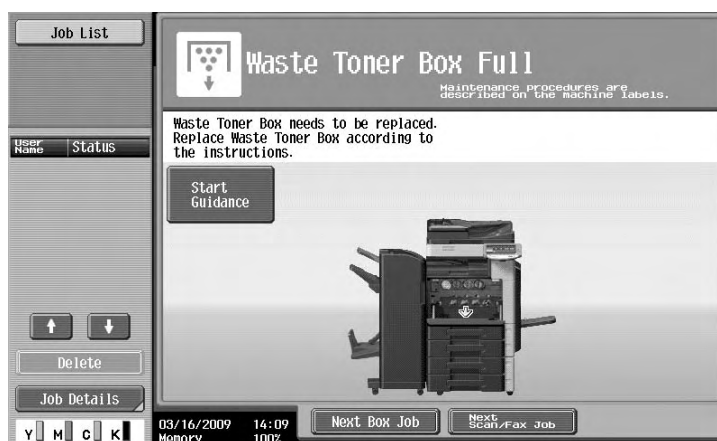 Job List
Waste Toner Box Full
Maintenance procedures are
described on the machine labels.
User
Name
Status
Waste Toner Box needs to be replaced.
Replace Waste Toner Box according to
the instructions.
Start
Guidance
Delete
Job Details
Y M C K
03/16/2009 14:09
Memory 100%
Next Box Job
Next
Scan/Fax Job